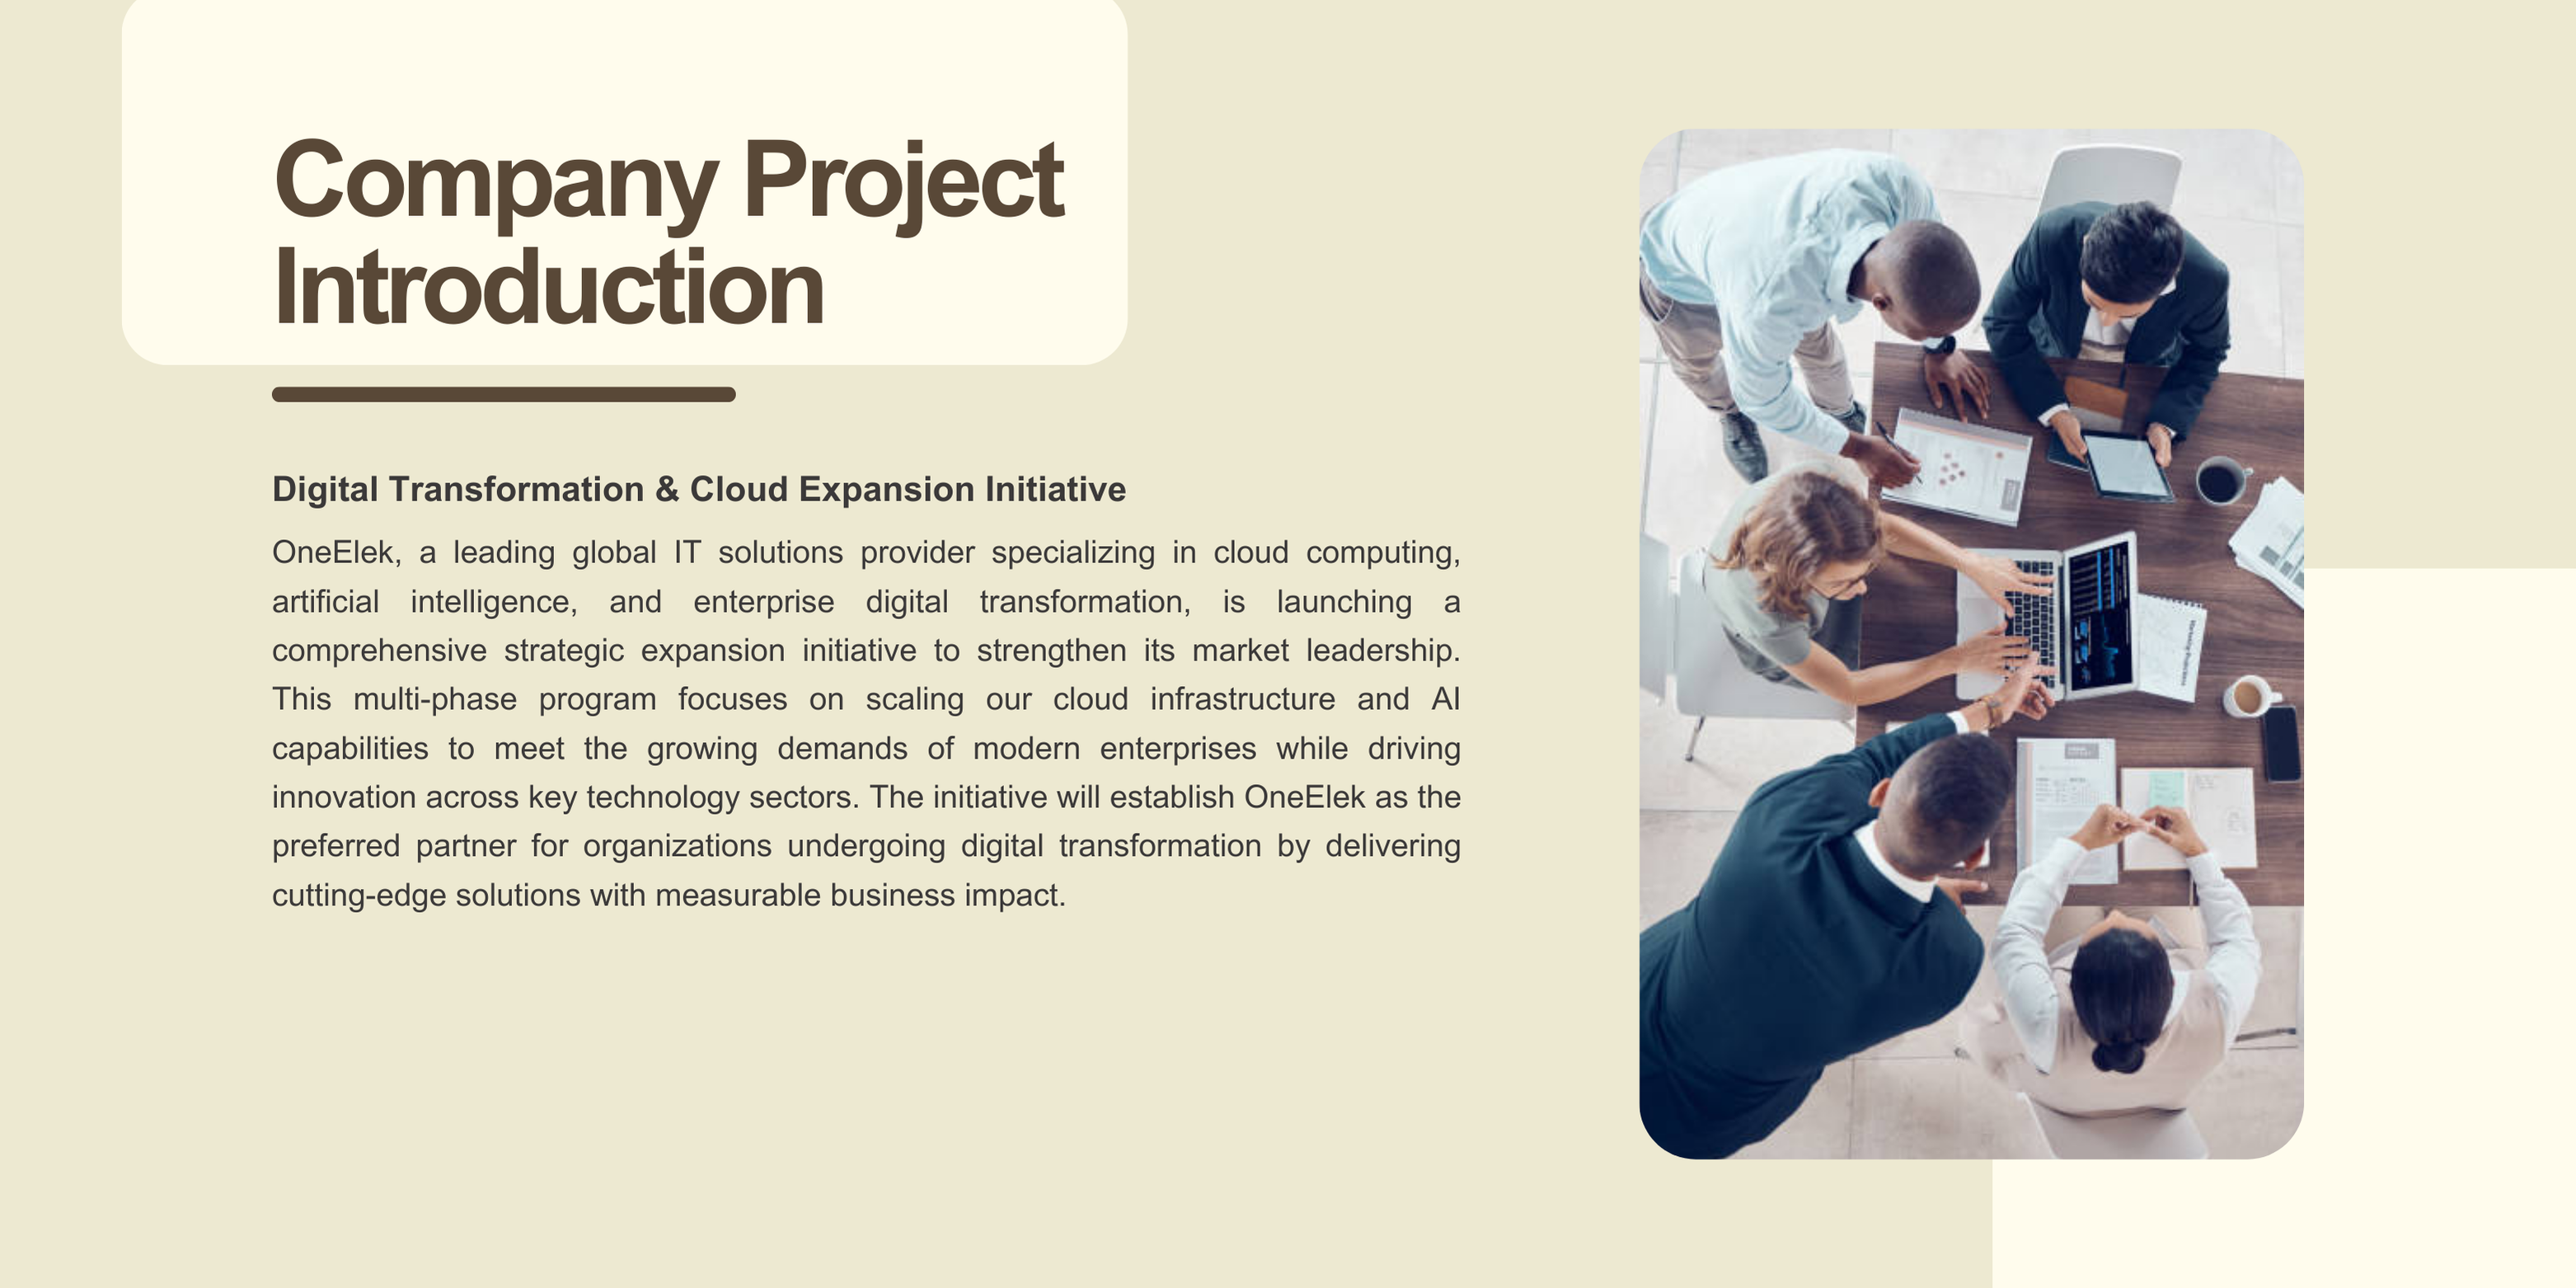 Company Project
Introduction
Digital Transformation & Cloud Expansion Initiative
OneElek, a leading global IT solutions provider specializing in cloud computing,
artificial intelligence, and enterprise digital transformation, is launching a
comprehensive strategic expansion initiative to strengthen its market leadership.
This multi-phase program focuses on scaling our cloud infrastructure and AI
capabilities to meet the growing demands of modern enterprises while driving
innovation across key technology sectors. The initiative will establish OneElek as the
preferred partner for organizations undergoing digital transformation by delivering
cutting-edge solutions with measurable business impact.